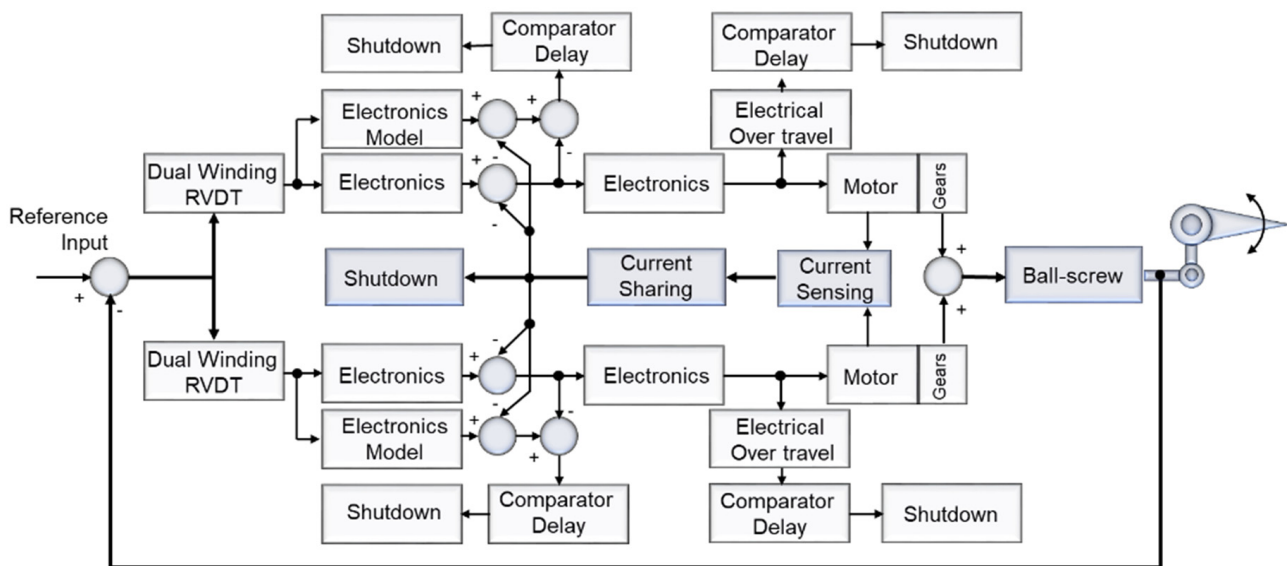 Shutdown
Comparator
Delay
Comparator
Delay
Shutdown
+
+
Electronics
Model
Electrical
Over travel
-
-
+
Dual Winding
RVDT
Electronics
Electronics
Motor
Gears
Reference
Input
-
+
+
-
Shutdown
Current
Sharing
Current
Sensing
Ball-screw
+
Dual Winding
RVDT
-
+
Electronics
Electronics
Motor
Gears
-
-
+
Electronics
Model
+
Electrical
Over travel
Shutdown
Comparator
Delay
Comparator
Delay
Shutdown